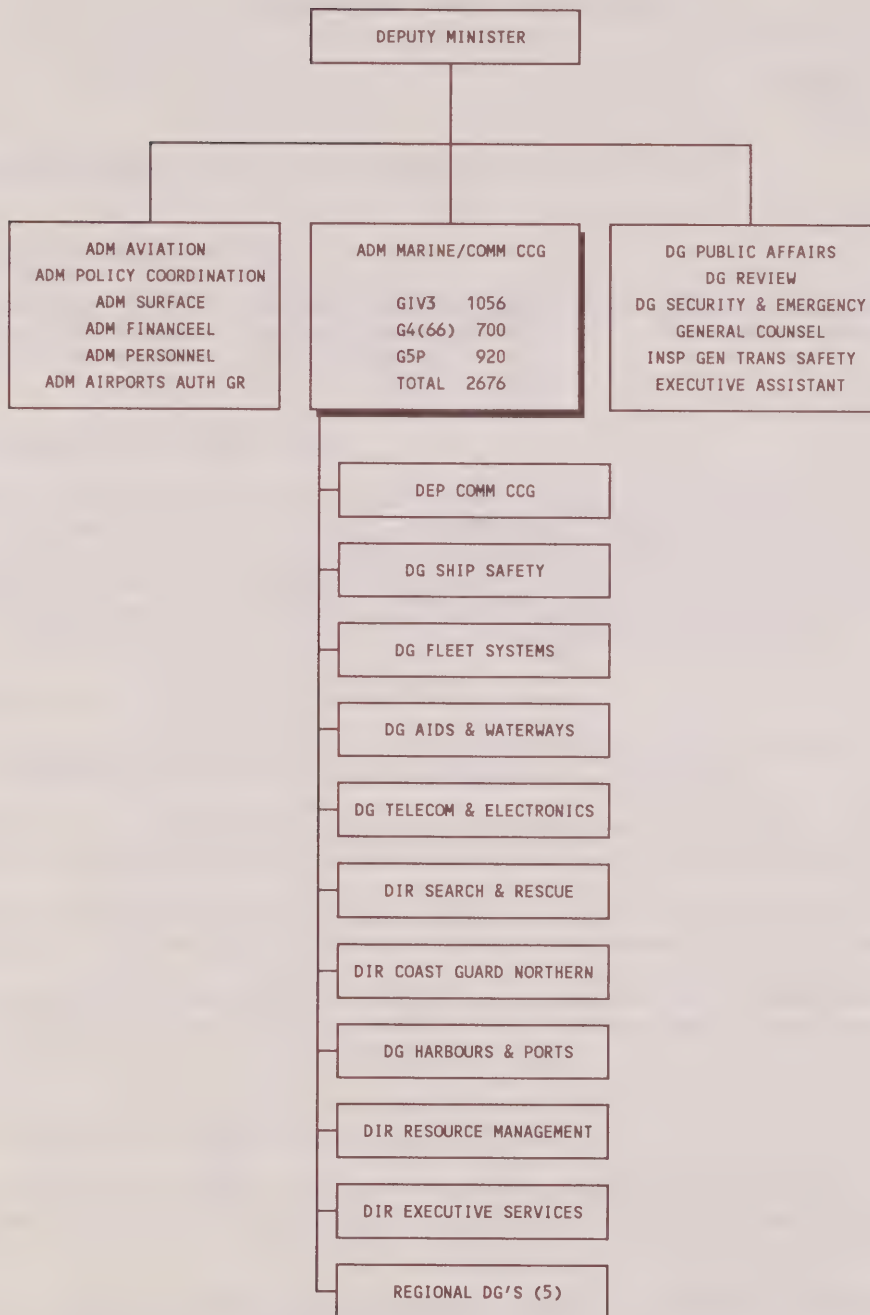 DEPUTY MINISTER
ADM AVIATION
ADM POLICY COORDINATION
ADM SURFACE
ADM FINANCEEL
ADM PERSONNEL
ADM AIRPORTS AUTH GR
ADM MARINE/COMM CCG
GIV3 1056
G4(66) 700
G5P 920
TOTAL 2676
DG PUBLIC AFFAIRS
DG REVIEW
DG SECURITY & EMERGENCY
GENERAL COUNSEL
INSP GEN TRANS SAFETY
EXECUTIVE ASSISTANT
DEP COMM CCG
DG SHIP SAFETY
DG FLEET SYSTEMS
DG AIDS & WATERWAYS
DG TELECOM & ELECTRONICS
DIR SEARCH & RESCUE
DIR COAST GUARD NORTHERN
DG HARBOURS & PORTS
DIR RESOURCE MANAGEMENT
DIR EXECUTIVE SERVICES
REGIONAL DG'S (5)